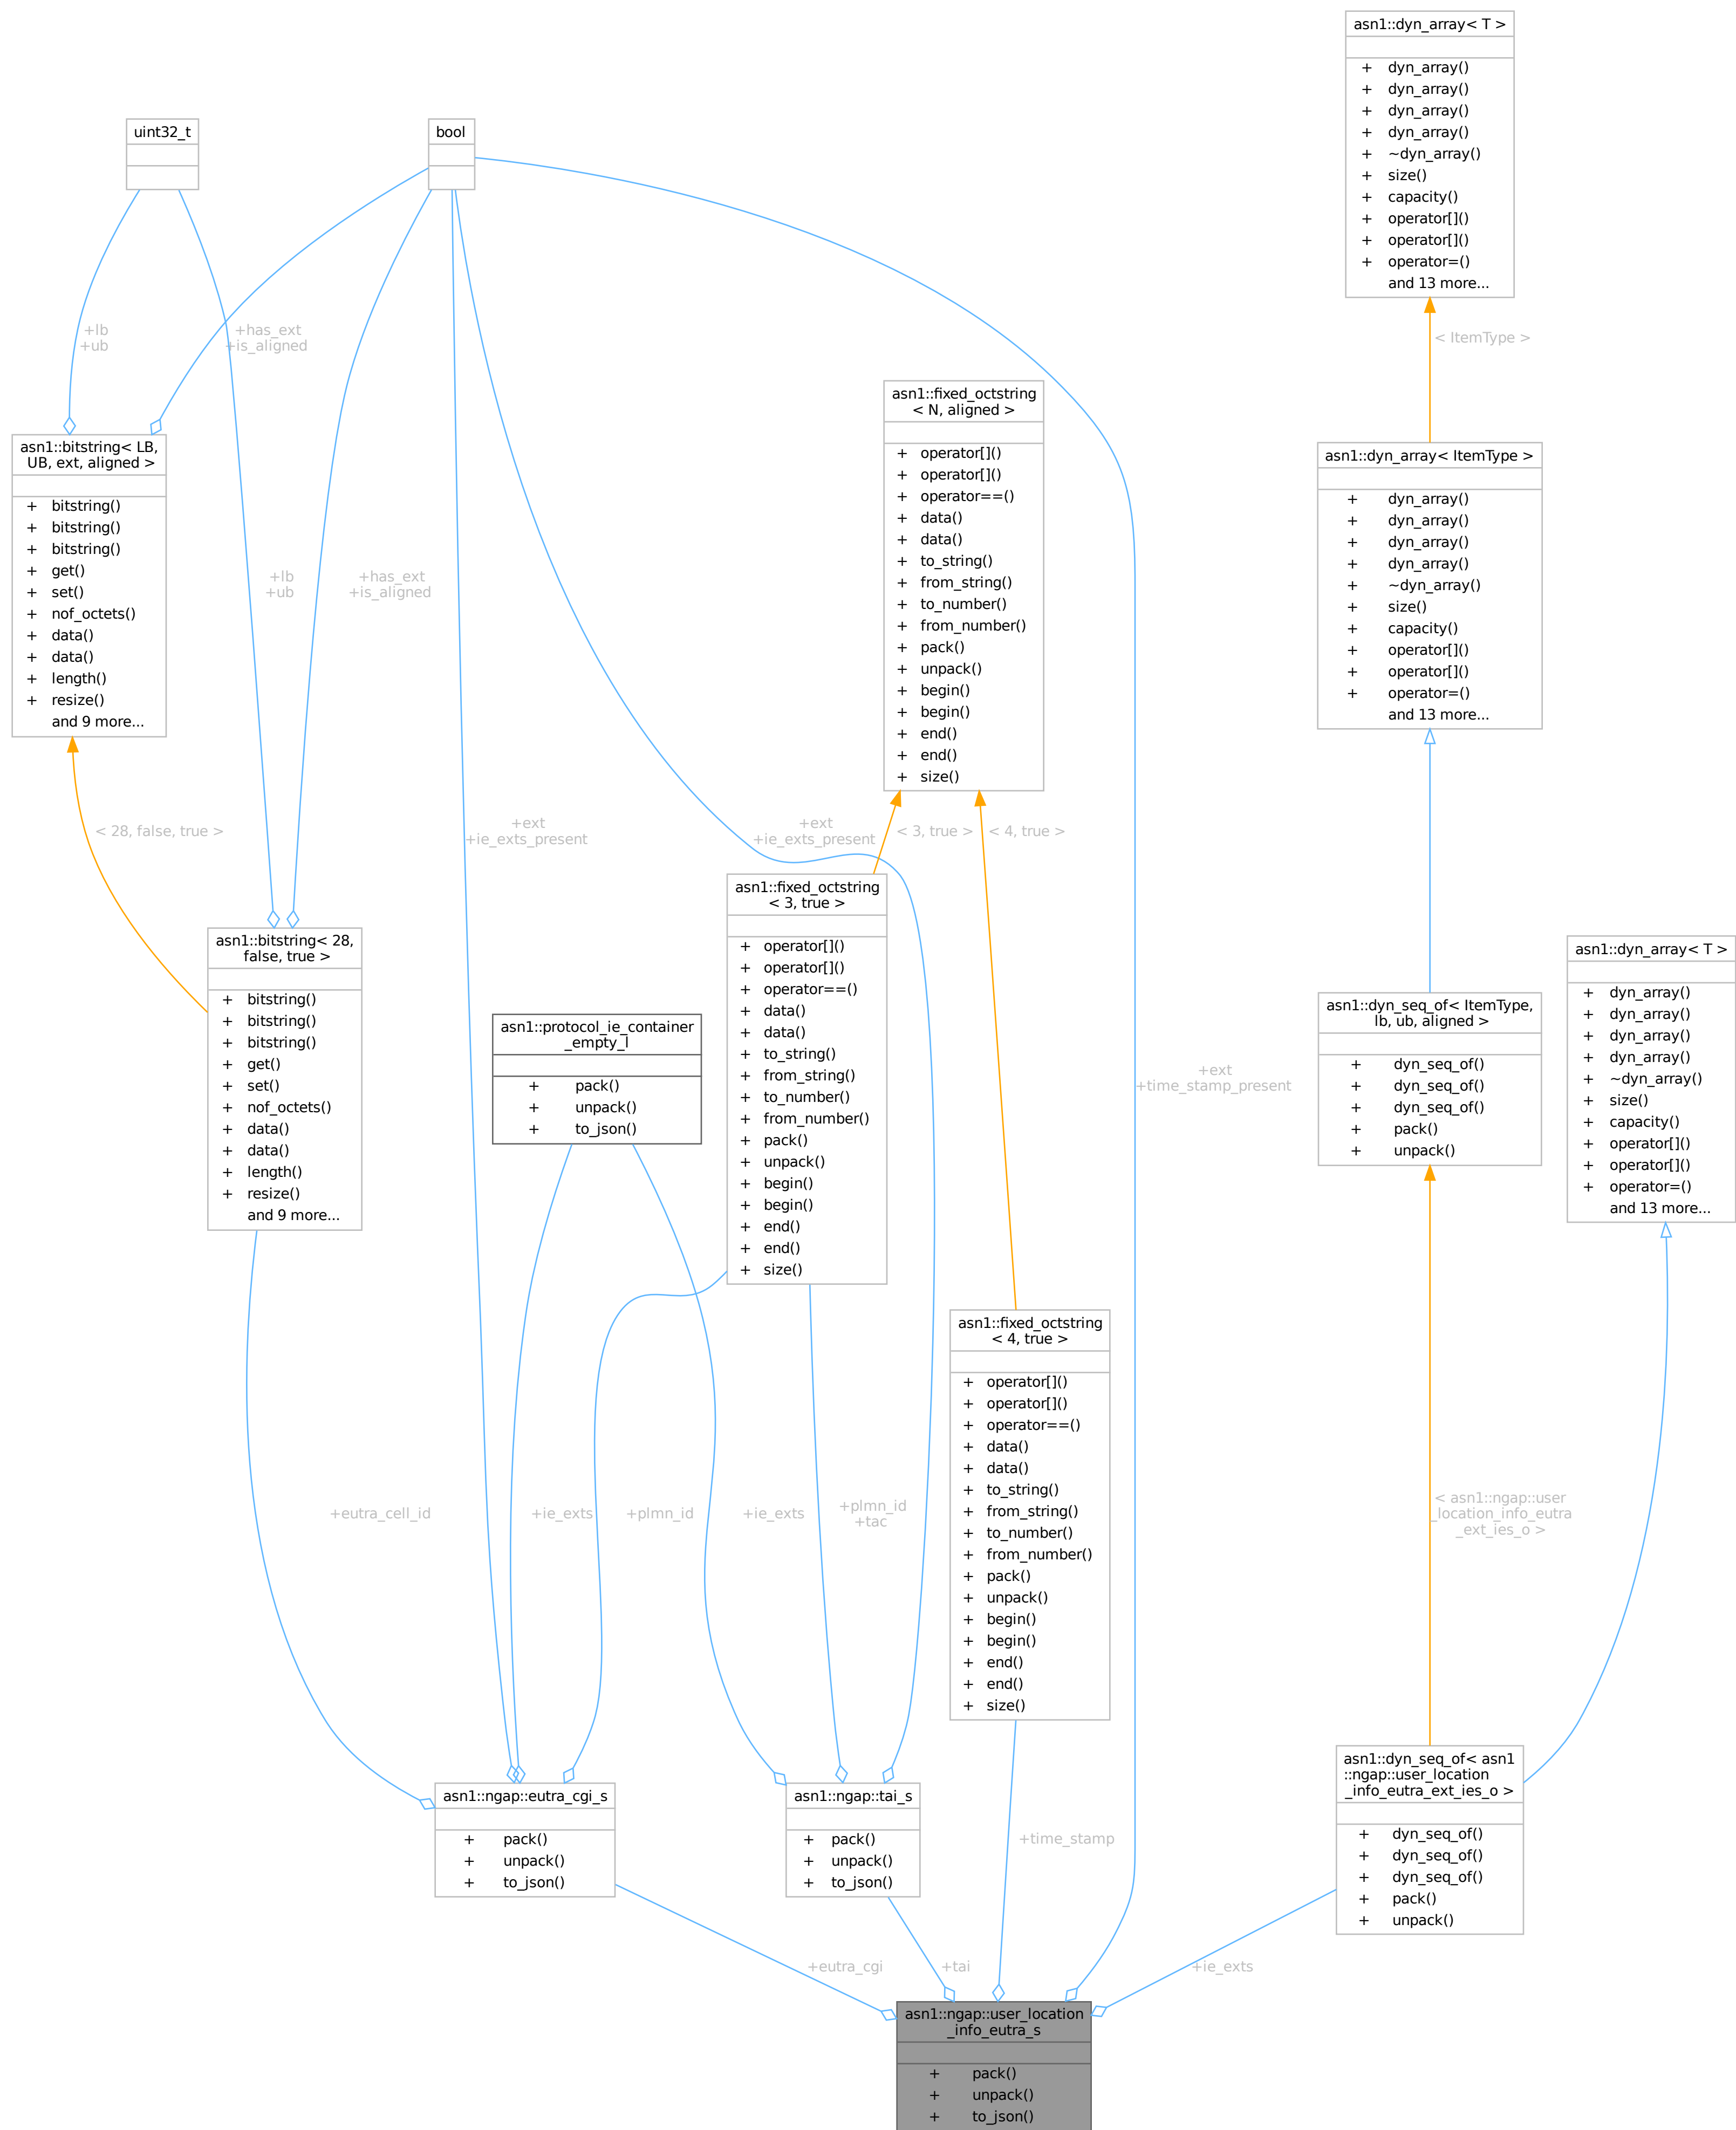 asn1::dyn_array< T >
+ dyn_array()
+ dyn_array()
+ dyn_array()
+ dyn_array()
+ ~dyn_array()
+ size()
+ capacity()
+ operator[]()
+ operator[]()
+ operator=()
and 13 more...
uint32_t
bool
< ItemType >
+lb
+ub
+has_ext
+is_aligned
asn1::fixed_octstring
< N, aligned >
+ operator[]()
+ operator[]()
+ operator==()
+ data()
+ data()
+ to_string()
+ from_string()
+ to_number()
+ from_number()
+ pack()
+ unpack()
+ begin()
+ begin()
+ end()
+ end()
+ size()
asn1::bitstring< LB,
UB, ext, aligned >
+ bitstring()
+ bitstring()
+ bitstring()
+ get()
+ set()
+ nof_octets()
+ data()
+ data()
+ length()
+ resize()
and 9 more...
asn1::dyn_array< ItemType >
+ dyn_array()
+ dyn_array()
+ dyn_array()
+ dyn_array()
+ ~dyn_array()
+ size()
+ capacity()
+ operator[]()
+ operator[]()
+ operator=()
and 13 more...
+lb
+ub
+has_ext
+is_aligned
< 28, false, true >
+ext
+ie_exts_present
+ext
+ie_exts_present
< 3, true >
< 4, true >
asn1::fixed_octstring
< 3, true >
+ operator[]()
+ operator[]()
+ operator==()
+ data()
+ data()
+ to_string()
+ from_string()
+ to_number()
+ from_number()
+ pack()
+ unpack()
+ begin()
+ begin()
+ end()
+ end()
+ size()
asn1::bitstring< 28,
false, true >
+ bitstring()
+ bitstring()
+ bitstring()
+ get()
+ set()
+ nof_octets()
+ data()
+ data()
+ length()
+ resize()
and 9 more...
asn1::protocol_ie_container
_empty_l
+ pack()
+ unpack()
+ to_json()
+ext
+time_stamp_present
asn1::dyn_seq_of< ItemType,
lb, ub, aligned >
+ dyn_seq_of()
+ dyn_seq_of()
+ dyn_seq_of()
+ pack()
+ unpack()
asn1::dyn_array< T >
+ dyn_array()
+ dyn_array()
+ dyn_array()
+ dyn_array()
+ ~dyn_array()
+ size()
+ capacity()
+ operator[]()
+ operator[]()
+ operator=()
and 13 more...
asn1::fixed_octstring
< 4, true >
+ operator[]()
+ operator[]()
+ operator==()
+ data()
+ data()
+ to_string()
+ from_string()
+ to_number()
+ from_number()
+ pack()
+ unpack()
+ begin()
+ begin()
+ end()
+ end()
+ size()
+eutra_cell_id
+ie_exts
+plmn_id
+ie_exts
+plmn_id
+tac
< asn1::ngap::user
_location_info_eutra
_ext_ies_o >
asn1::ngap::eutra_cgi_s
+ pack()
+ unpack()
+ to_json()
asn1::ngap::tai_s
+ pack()
+ unpack()
+ to_json()
+time_stamp
asn1::dyn_seq_of< asn1
::ngap::user_location
_info_eutra_ext_ies_o >
+ dyn_seq_of()
+ dyn_seq_of()
+ dyn_seq_of()
+ pack()
+ unpack()
+eutra_cgi
+tai
+ie_exts
asn1::ngap::user_location
_info_eutra_s
+ pack()
+ unpack()
+ to_json()